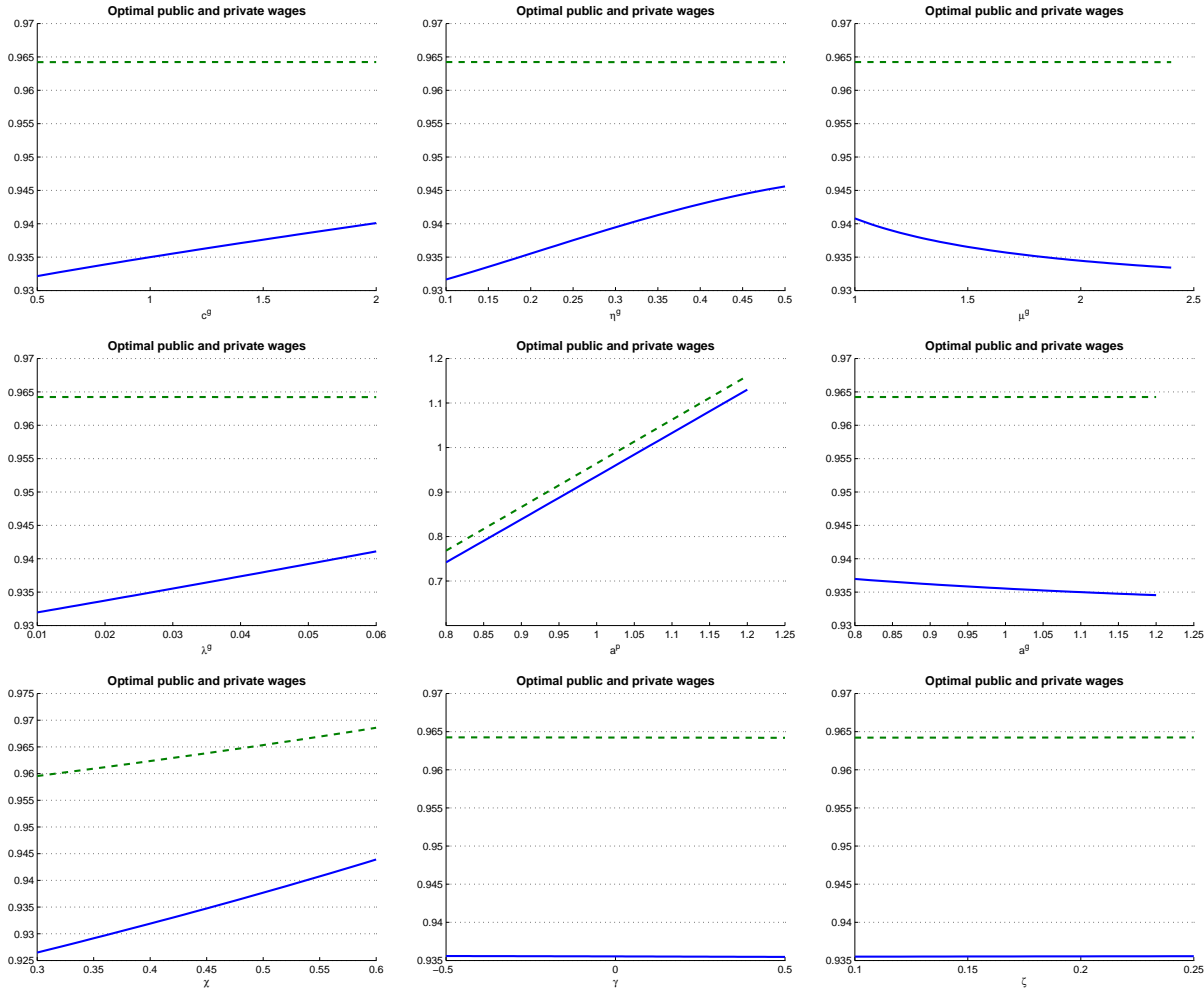 Optimal public and private wages
0.97
0.965
0.96
0.955
0.95
0.945
0.94
0.935
0.93
0.5 1 1.5 2
c^g
Optimal public and private wages
0.97
0.965
0.96
0.955
0.95
0.945
0.94
0.935
0.93
0.1 0.15 0.2 0.25 0.3 0.35 0.4 0.45 0.5
η^g
Optimal public and private wages
0.97
0.965
0.96
0.955
0.95
0.945
0.94
0.935
0.93
1 1.5 2 2.5
μ^g
Optimal public and private wages
0.97
0.965
0.96
0.955
0.95
0.945
0.94
0.935
0.93
0.01 0.02 0.03 0.04 0.05 0.06
λ^g
Optimal public and private wages
1.2
1.1
1
0.9
0.8
0.7
0.8 0.85 0.9 0.95 1 1.05 1.1 1.15 1.2 1.25
a^p
Optimal public and private wages
0.97
0.965
0.96
0.955
0.95
0.945
0.94
0.935
0.93
0.8 0.85 0.9 0.95 1 1.05 1.1 1.15 1.2 1.25
a^g
Optimal public and private wages
0.975
0.97
0.965
0.96
0.955
0.95
0.945
0.94
0.935
0.93
0.925
0.3 0.35 0.4 0.45 0.5 0.55 0.6
χ
Optimal public and private wages
0.97
0.965
0.96
0.955
0.95
0.945
0.94
0.935
−0.5 0 0.5
γ
Optimal public and private wages
0.97
0.965
0.96
0.955
0.95
0.945
0.94
0.935
0.1 0.15 0.2 0.25
ζ